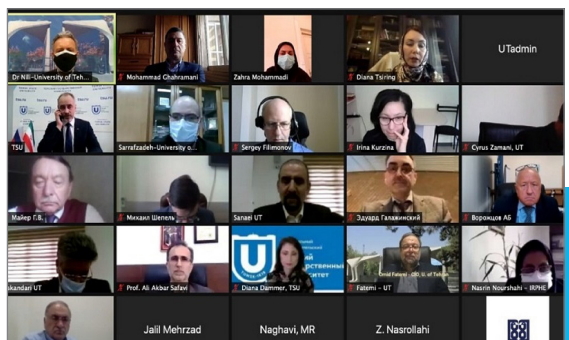 Dr Nili-University of Teh...
Mohammad Ghahramani
Zahra Mohammadi
Diana Tsiring
UTadmin
TSU
Sarrafzadeh-University o...
Sergey Filimonov
Irina Kurzina
Cyrus Zamani, UT
Майер Г.В.
Михаил Шепель
Sanaei UT
Эдуард Галажинский
Ворожцов АБ
skandari UT
Prof. Ali Akbar Safavi
Diana Dammer, TSU
Fatemi - UT
Nasrin Nourshahi - IRPHE
Jalil Mehrzad
Naghavi, MR
Z. Nasrollahi